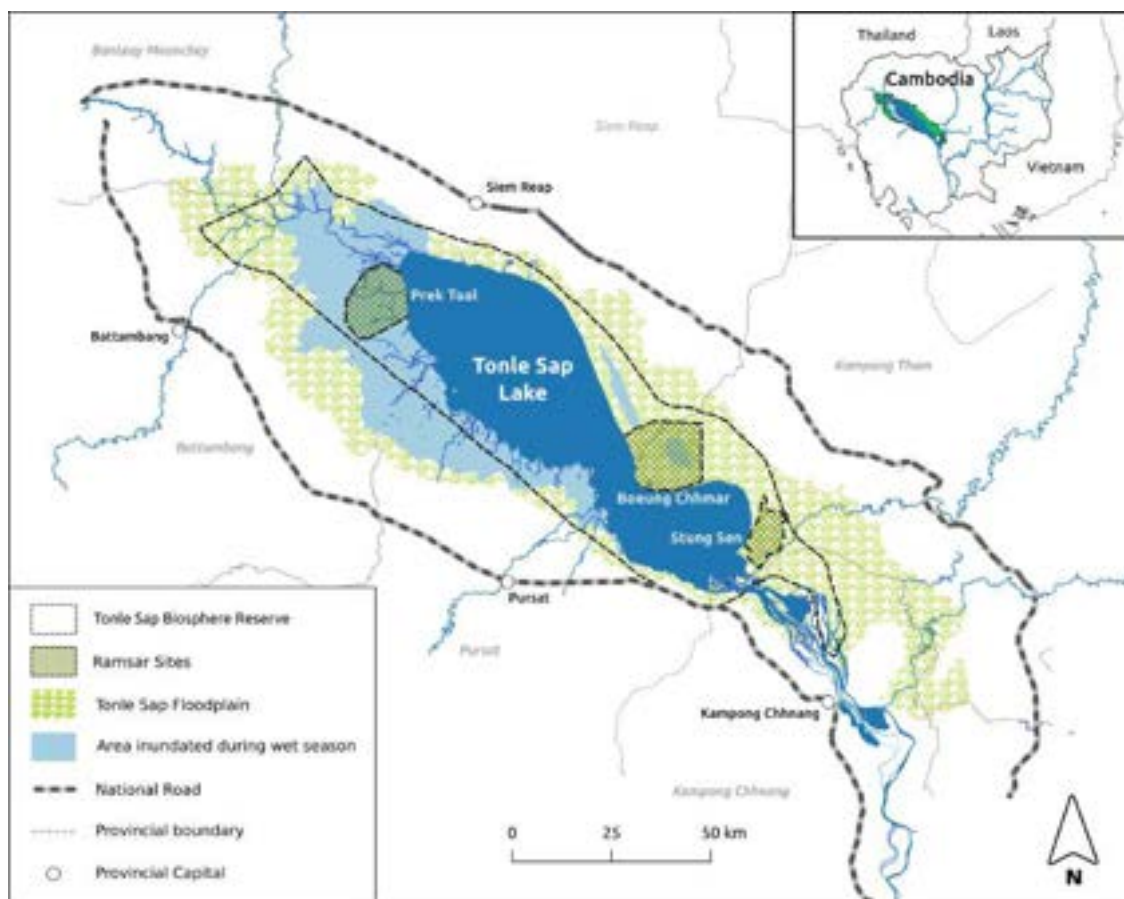 Banteay Meanchey
Siem Reap
Thailand
Laos
Cambodia
Vietnam
Siem Reap
Prek Toal
Battambang
Tonle Sap
Lake
Kampong Thom
Battambang
Boeung Chhmar
Stung Sen
Pursat
Pursat
Kampong Chhnang
Kampong Chhnang
Tonle Sap Biosphere Reserve
Ramsar Sites
Tonle Sap Floodplain
Area inundated during wet season
National Road
Provincial boundary
Provincial Capital
0 25 50 km
N